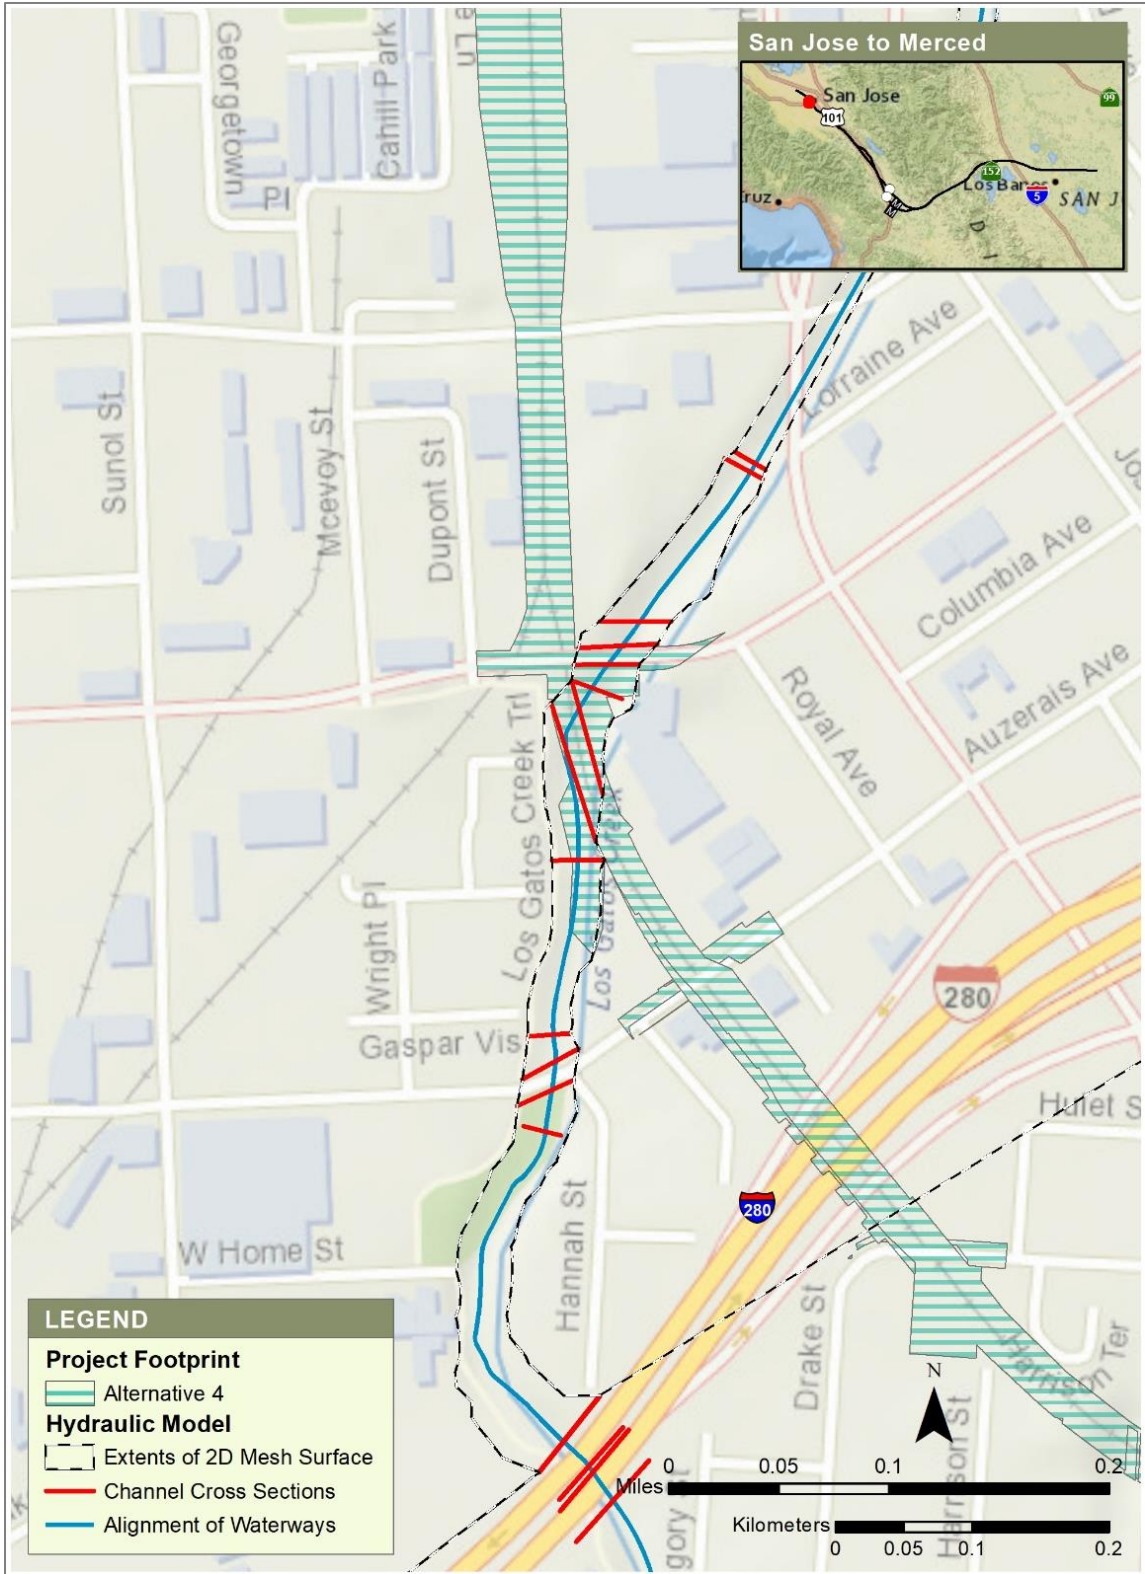 San Jose to Merced
San Jose
101
99
152
Los Banos
5
SAN J
ruz
D
I
Georgetown
Pl
Cahill Park
Ln
Sunol St
Mcevoy St
Dupont St
Lorraine Ave
Columbia Ave
Auzerais Ave
Royal Ave
Los Gatos Creek Trl
Los Gatos Creek
Wright Pl
Gaspar Vis
280
Hulet S
280
W Home St
Hannah St
Drake St
Harrison Ter
Harrison St
gory St
LEGEND
Project Footprint
Alternative 4
Hydraulic Model
Extents of 2D Mesh Surface
Channel Cross Sections
Alignment of Waterways
N
0 0.05 0.1 0.2
Miles
Kilometers
0 0.05 0.1 0.2